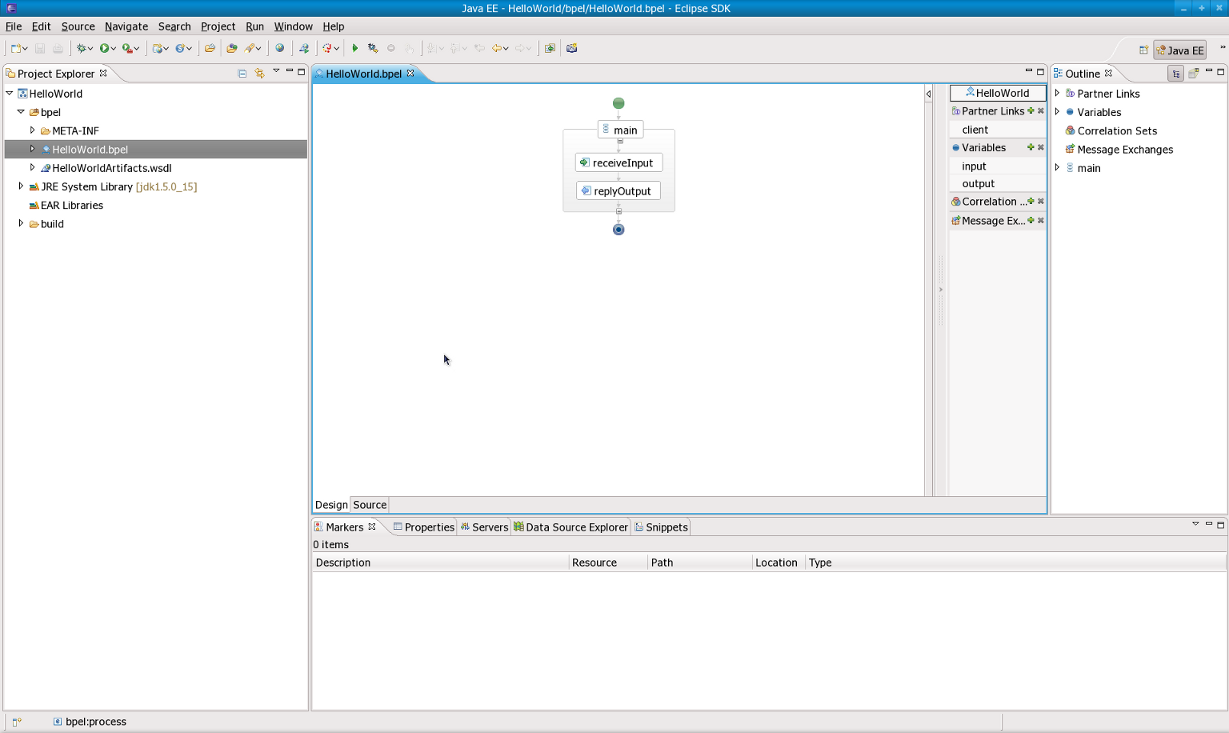 Java EE - HelloWorld/bpel/HelloWorld.bpel - Eclipse SDK
File Edit Source Navigate Search Project Run Window Help
Java EE
Project Explorer
HelloWorld
bpel
META-INF
HelloWorld.bpel
HelloWorldArtifacts.wsdl
JRE System Library [jdk1.5.0_15]
EAR Libraries
build
HelloWorld.bpel
main
receiveInput
replyOutput
HelloWorld
Partner Links
client
Variables
input
output
Correlation ...
Message Ex...
Design Source
Outline
Partner Links
Variables
Correlation Sets
Message Exchanges
main
Markers Properties Servers Data Source Explorer Snippets
0 items
Description Resource Path Location Type
bpel:process